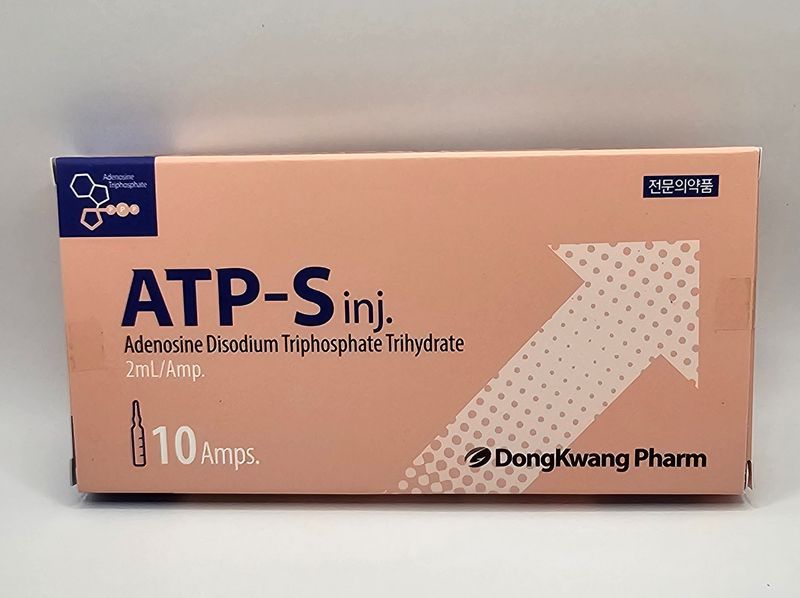 Adenosine
Triphosphate
P P P
전문의약품
ATP-S inj.
Adenosine Disodium Triphosphate Trihydrate
2mL/Amp.
10 Amps.
DongKwang Pharm